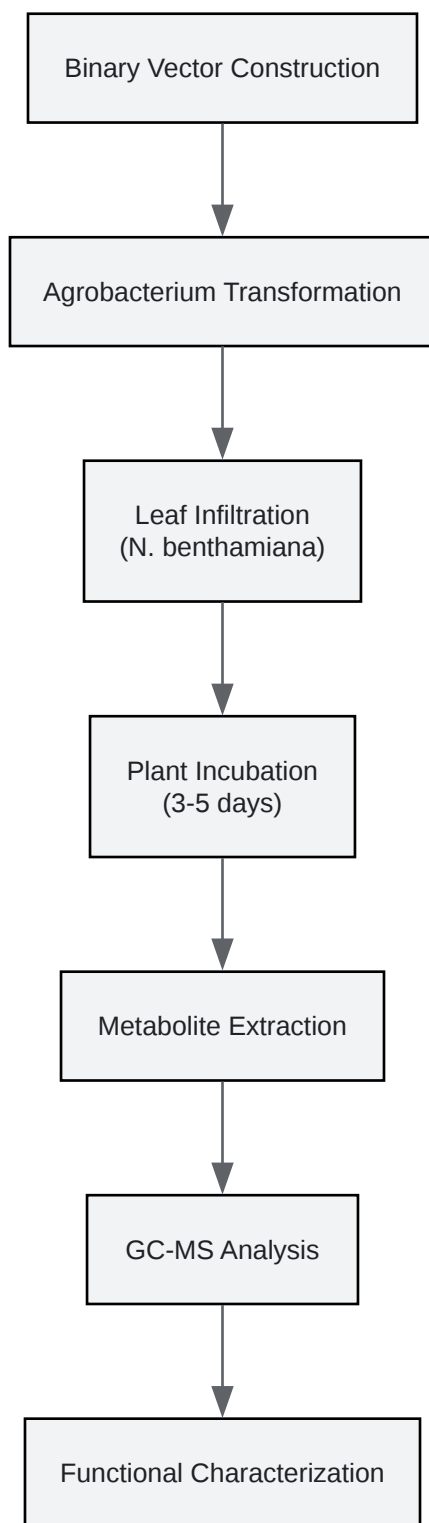 Binary Vector Construction
Agrobacterium Transformation
Leaf Infiltration
(N. benthamiana)
Plant Incubation
(3-5 days)
Metabolite Extraction
GC-MS Analysis
Functional Characterization